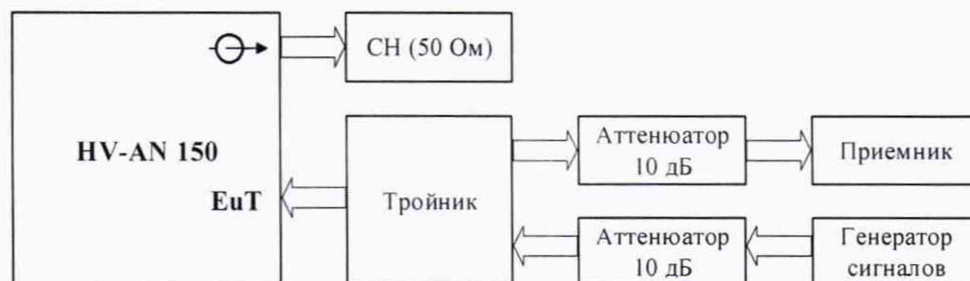 СН (50 Ом)
HV-AN 150
EuT
Тройник
Аттенюатор
10 дБ
Приемник
Аттенюатор
10 дБ
Генератор
сигналов